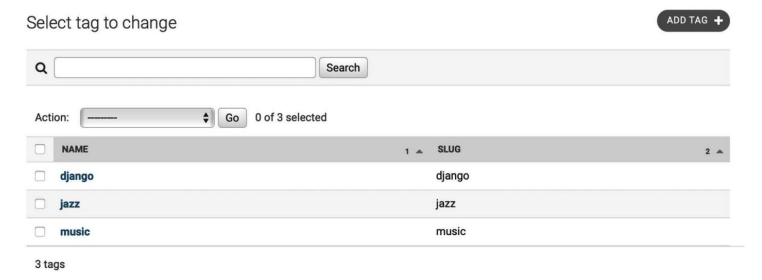 Select tag to change
ADD TAG +
Search
Action: --------- Go 0 of 3 selected
NAME 1 SLUG 2
django django
jazz jazz
music music
3 tags